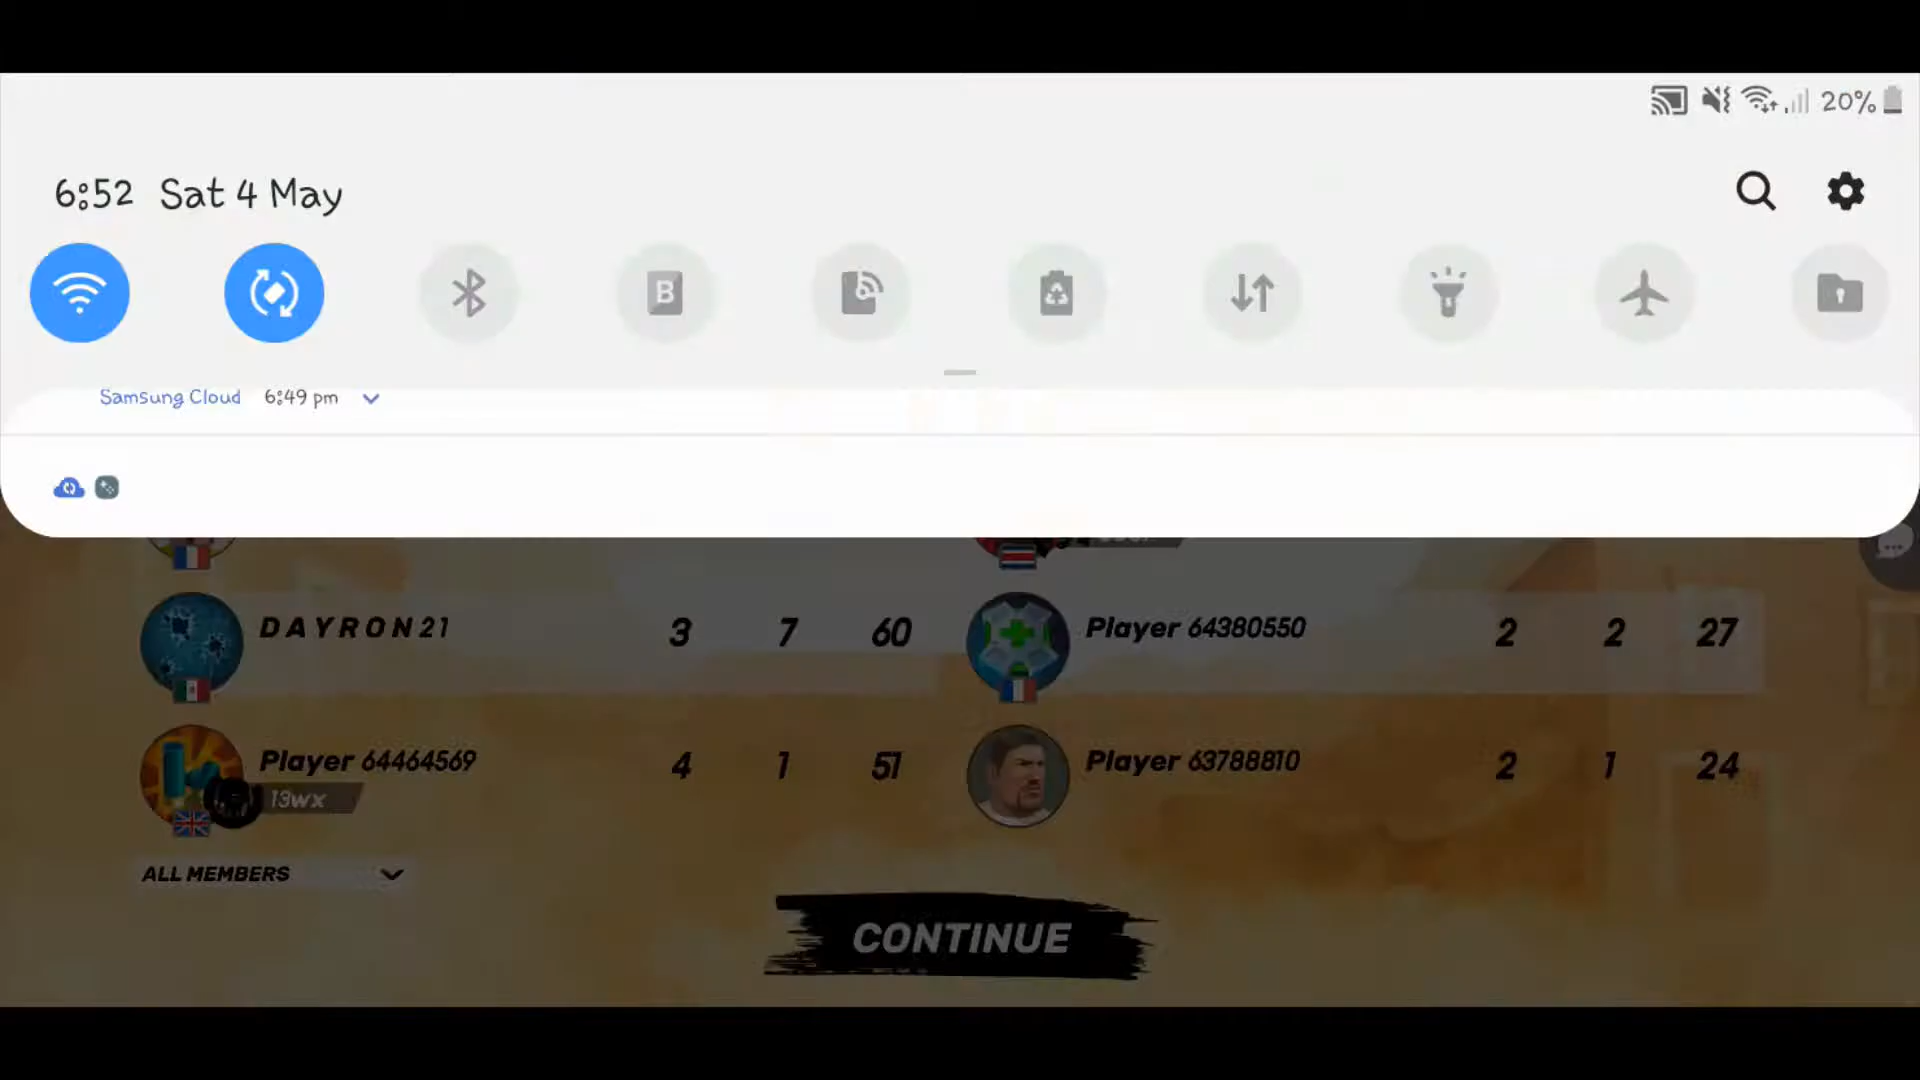 20%
6:52 Sat 4 May
B
Samsung Cloud 6:49 pm
DAYRON21 3 7 60
Player 64380550 2 2 27
Player 64464569 4 1 51
13wx
Player 63788810 2 1 24
ALL MEMBERS
CONTINUE